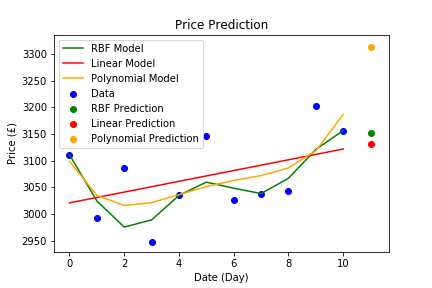 Price Prediction
3300
3250
3200
3150
3100
3050
3000
2950
Price (£)
RBF Model
Linear Model
Polynomial Model
Data
RBF Prediction
Linear Prediction
Polynomial Prediction
0 2 4 6 8 10
Date (Day)